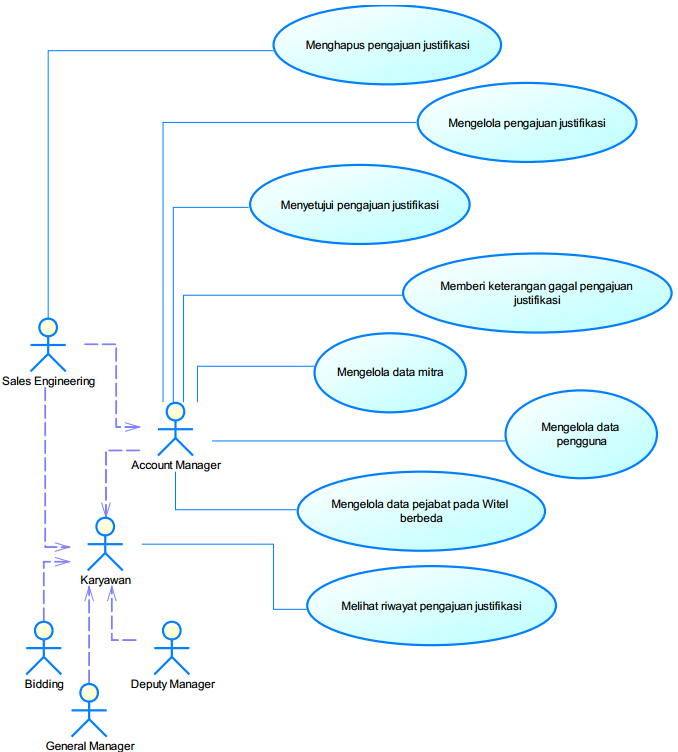 Menghapus pengajuan justifikasi
Mengelola pengajuan justifikasi
Menyetujui pengajuan justifikasi
Memberi keterangan gagal pengajuan
justifikasi
Mengelola data mitra
Sales Engineering
Mengelola data
pengguna
Account Manager
Mengelola data pejabat pada Witel
berbeda
Karyawan
Melihat riwayat pengajuan justifikasi
Bidding
Deputy Manager
General Manager